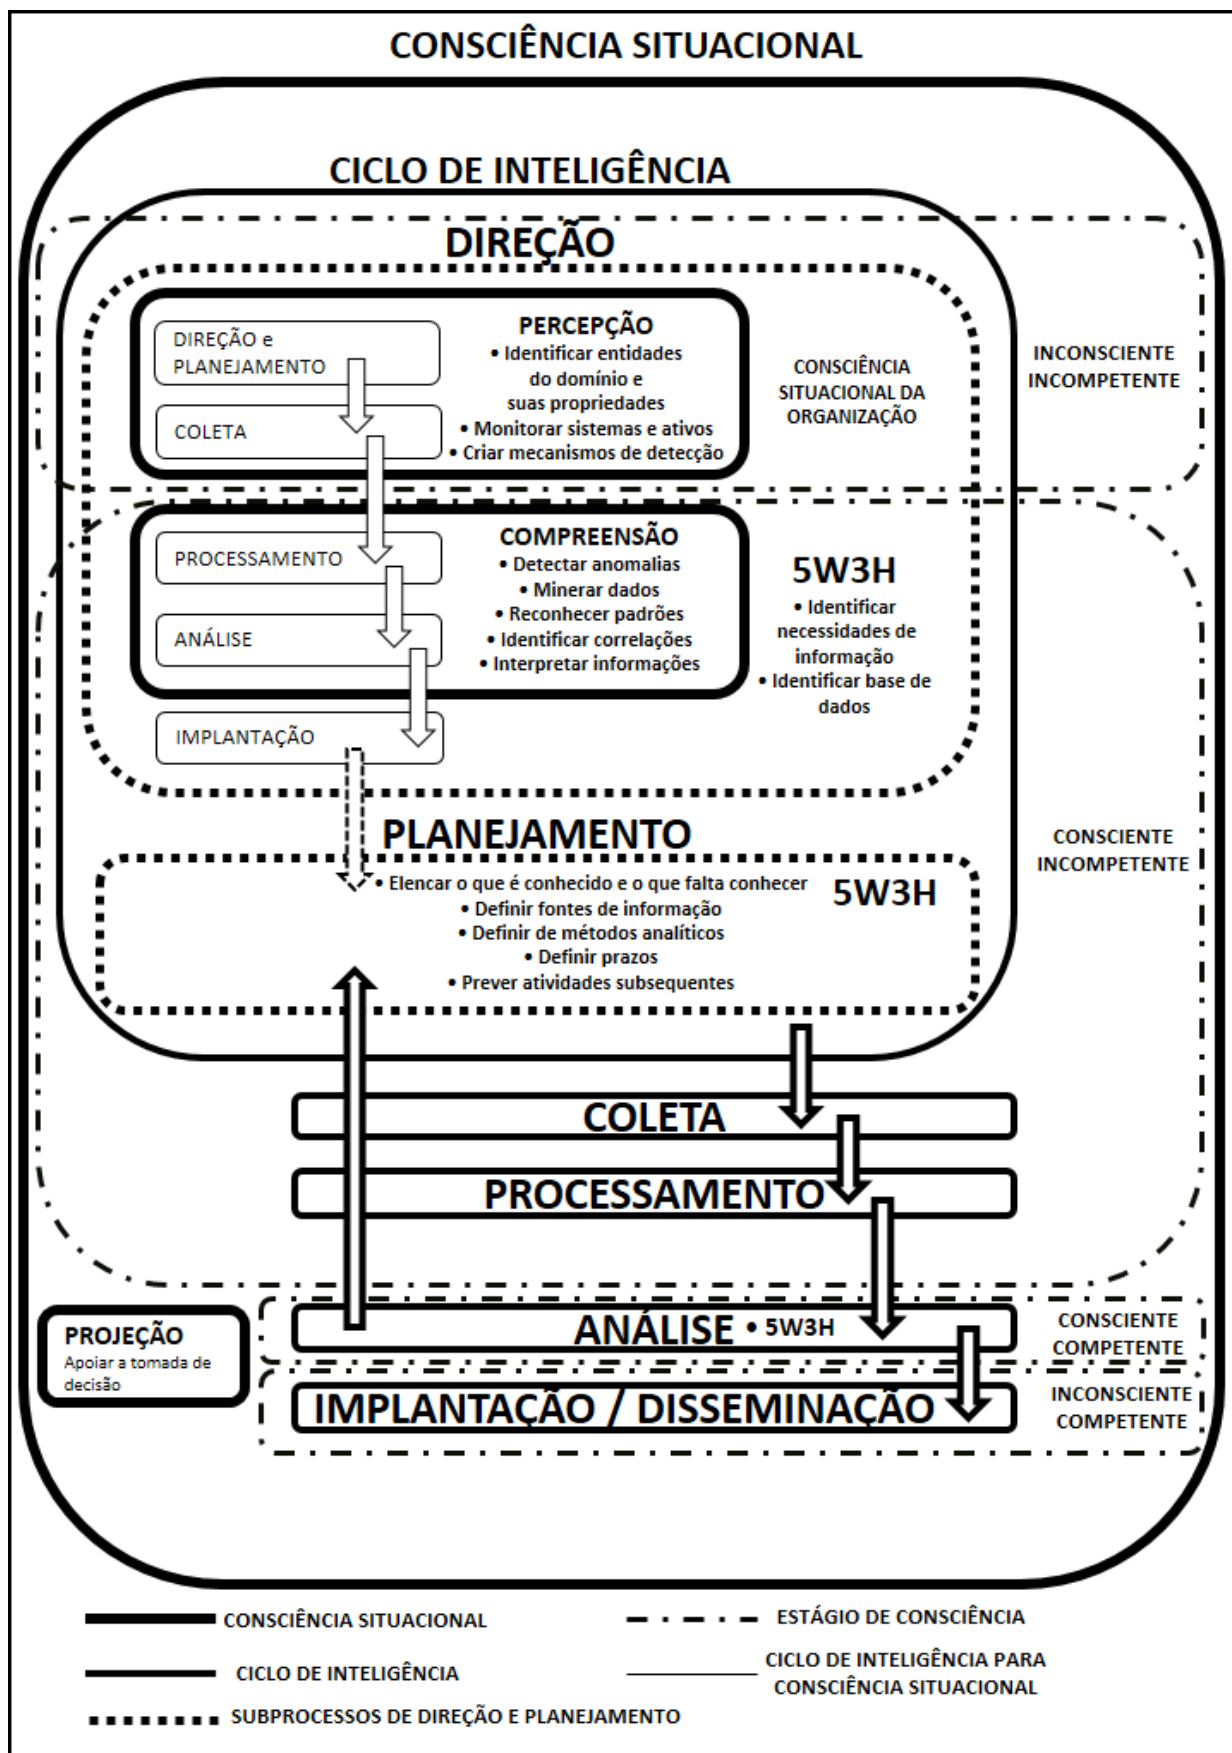 CONSCIÊNCIA SITUACIONAL
CICLO DE INTELIGÊNCIA
DIREÇÃO
DIREÇÃO e
PLANEJAMENTO
COLETA
PERCEPÇÃO
• Identificar entidades
do domínio e
suas propriedades
• Monitorar sistemas e ativos
• Criar mecanismos de detecção
CONSCIÊNCIA
SITUACIONAL DA
ORGANIZAÇÃO
INCONSCIENTE
INCOMPETENTE
PROCESSAMENTO
ANÁLISE
IMPLANTAÇÃO
COMPREENSÃO
• Detectar anomalias
• Minerar dados
• Reconhecer padrões
• Identificar correlações
• Interpretar informações
5W3H
• Identificar
necessidades de
informação
• Identificar base de
dados
CONSCIENTE
INCOMPETENTE
PLANEJAMENTO
• Elencar o que é conhecido e o que falta conhecer
• Definir fontes de informação
• Definir de métodos analíticos
• Definir prazos
• Prever atividades subsequentes
5W3H
COLETA
PROCESSAMENTO
PROJEÇÃO
Apoiar a tomada de
decisão
ANÁLISE • 5W3H
CONSCIENTE
COMPETENTE
IMPLANTAÇÃO / DISSEMINAÇÃO
INCONSCIENTE
COMPETENTE
CONSCIÊNCIA SITUACIONAL
ESTÁGIO DE CONSCIÊNCIA
CICLO DE INTELIGÊNCIA
CICLO DE INTELIGÊNCIA PARA
CONSCIÊNCIA SITUACIONAL
SUBPROCESSOS DE DIREÇÃO E PLANEJAMENTO